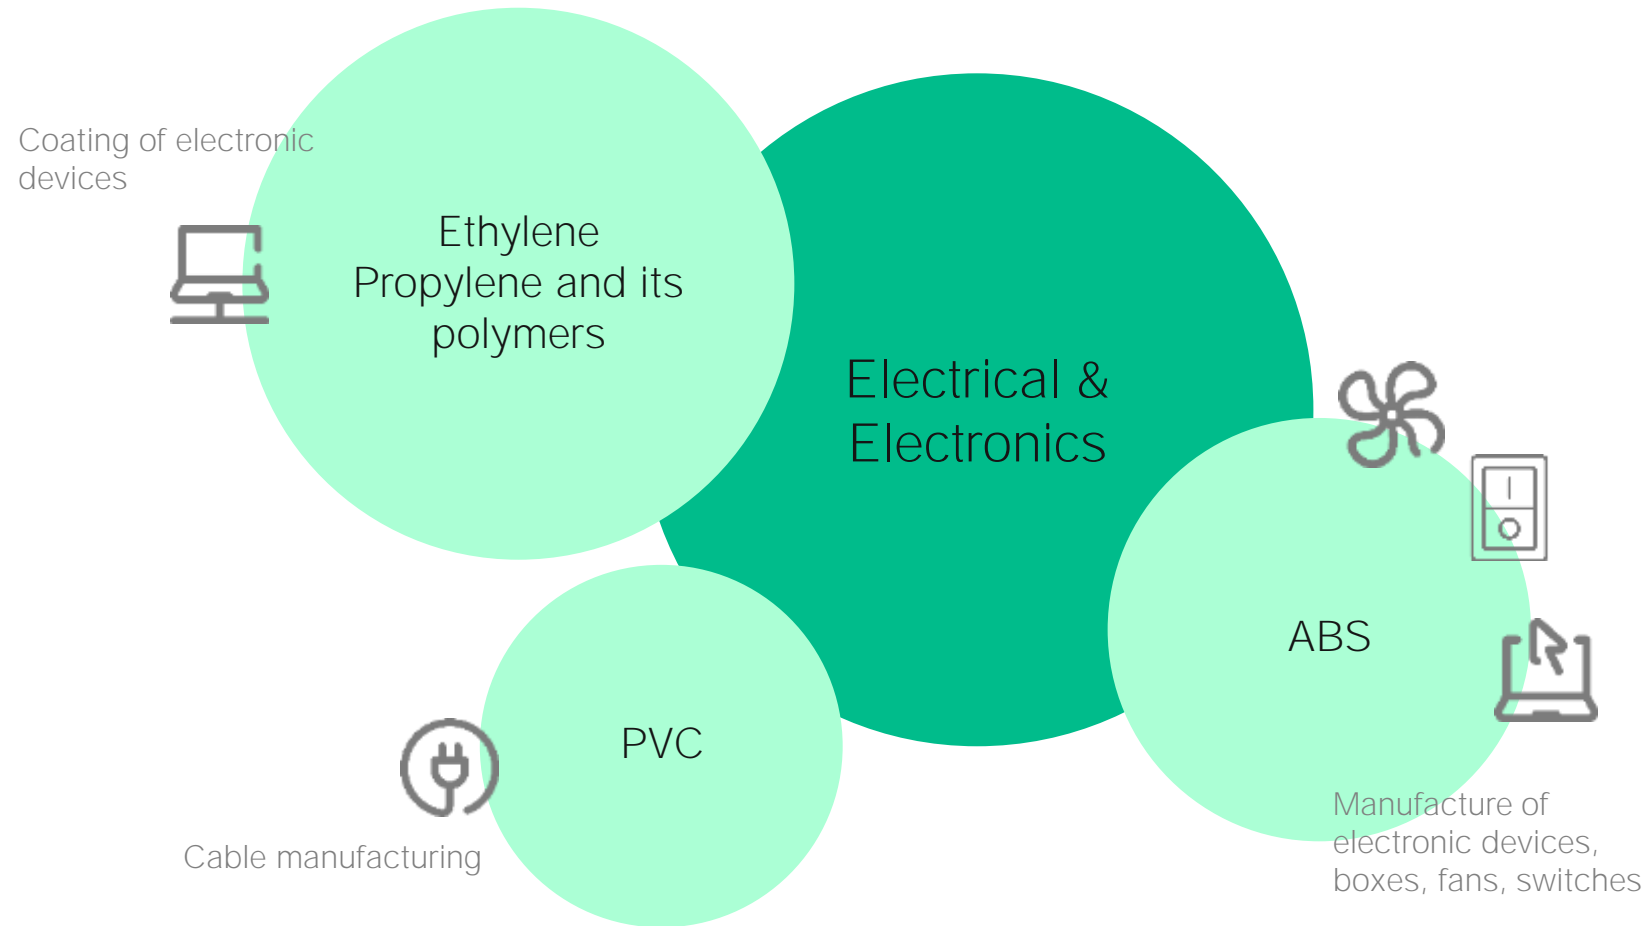 Coating of electronic
devices
Ethylene
Propylene and its
polymers
Electrical &
Electronics
ABS
PVC
Manufacture of
electronic devices,
boxes, fans, switches
Cable manufacturing